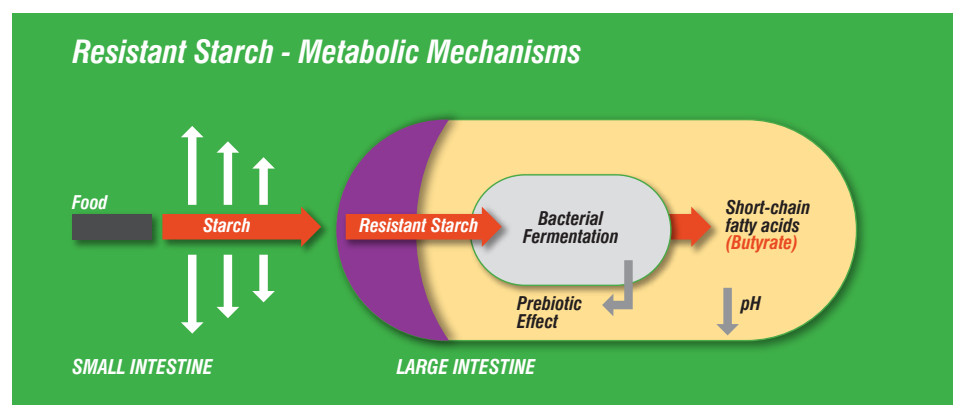 Resistant Starch - Metabolic Mechanisms
Food
Starch
Resistant Starch
Bacterial
Fermentation
Short-chain
fatty acids
(Butyrate)
Prebiotic
Effect
pH
SMALL INTESTINE
LARGE INTESTINE